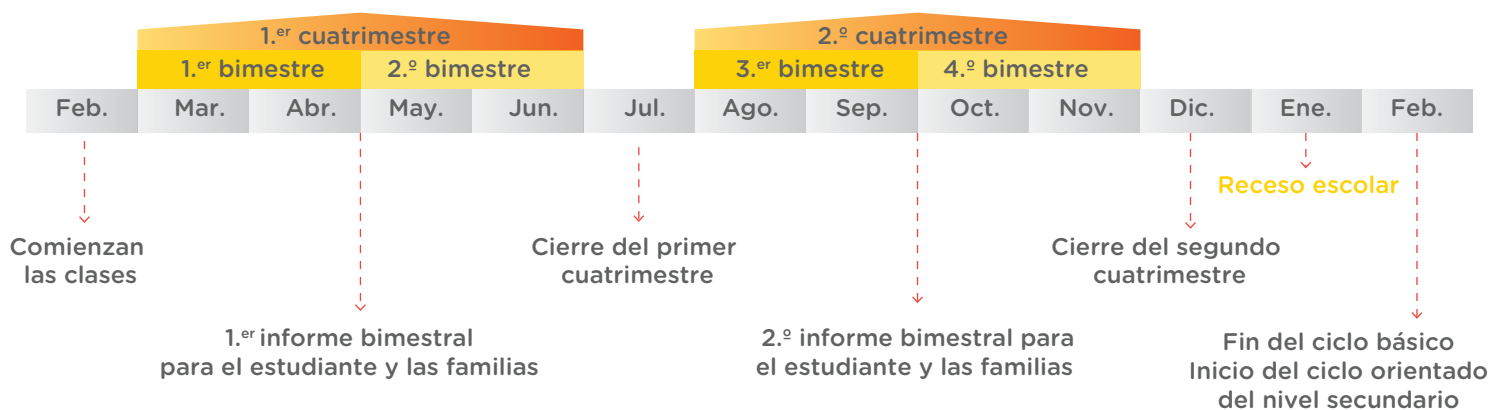 1.er cuatrimestre
2.º cuatrimestre
1.er bimestre
2.º bimestre
3.er bimestre
4.º bimestre
Feb.
Mar.
Abr.
May.
Jun.
Jul.
Ago.
Sep.
Oct.
Nov.
Dic.
Ene.
Feb.
Receso escolar
Comienzan
las clases
Cierre del primer
cuatrimestre
Cierre del segundo
cuatrimestre
1.er informe bimestral
para el estudiante y las familias
2.º informe bimestral para
el estudiante y las familias
Fin del ciclo básico
Inicio del ciclo orientado
del nivel secundario